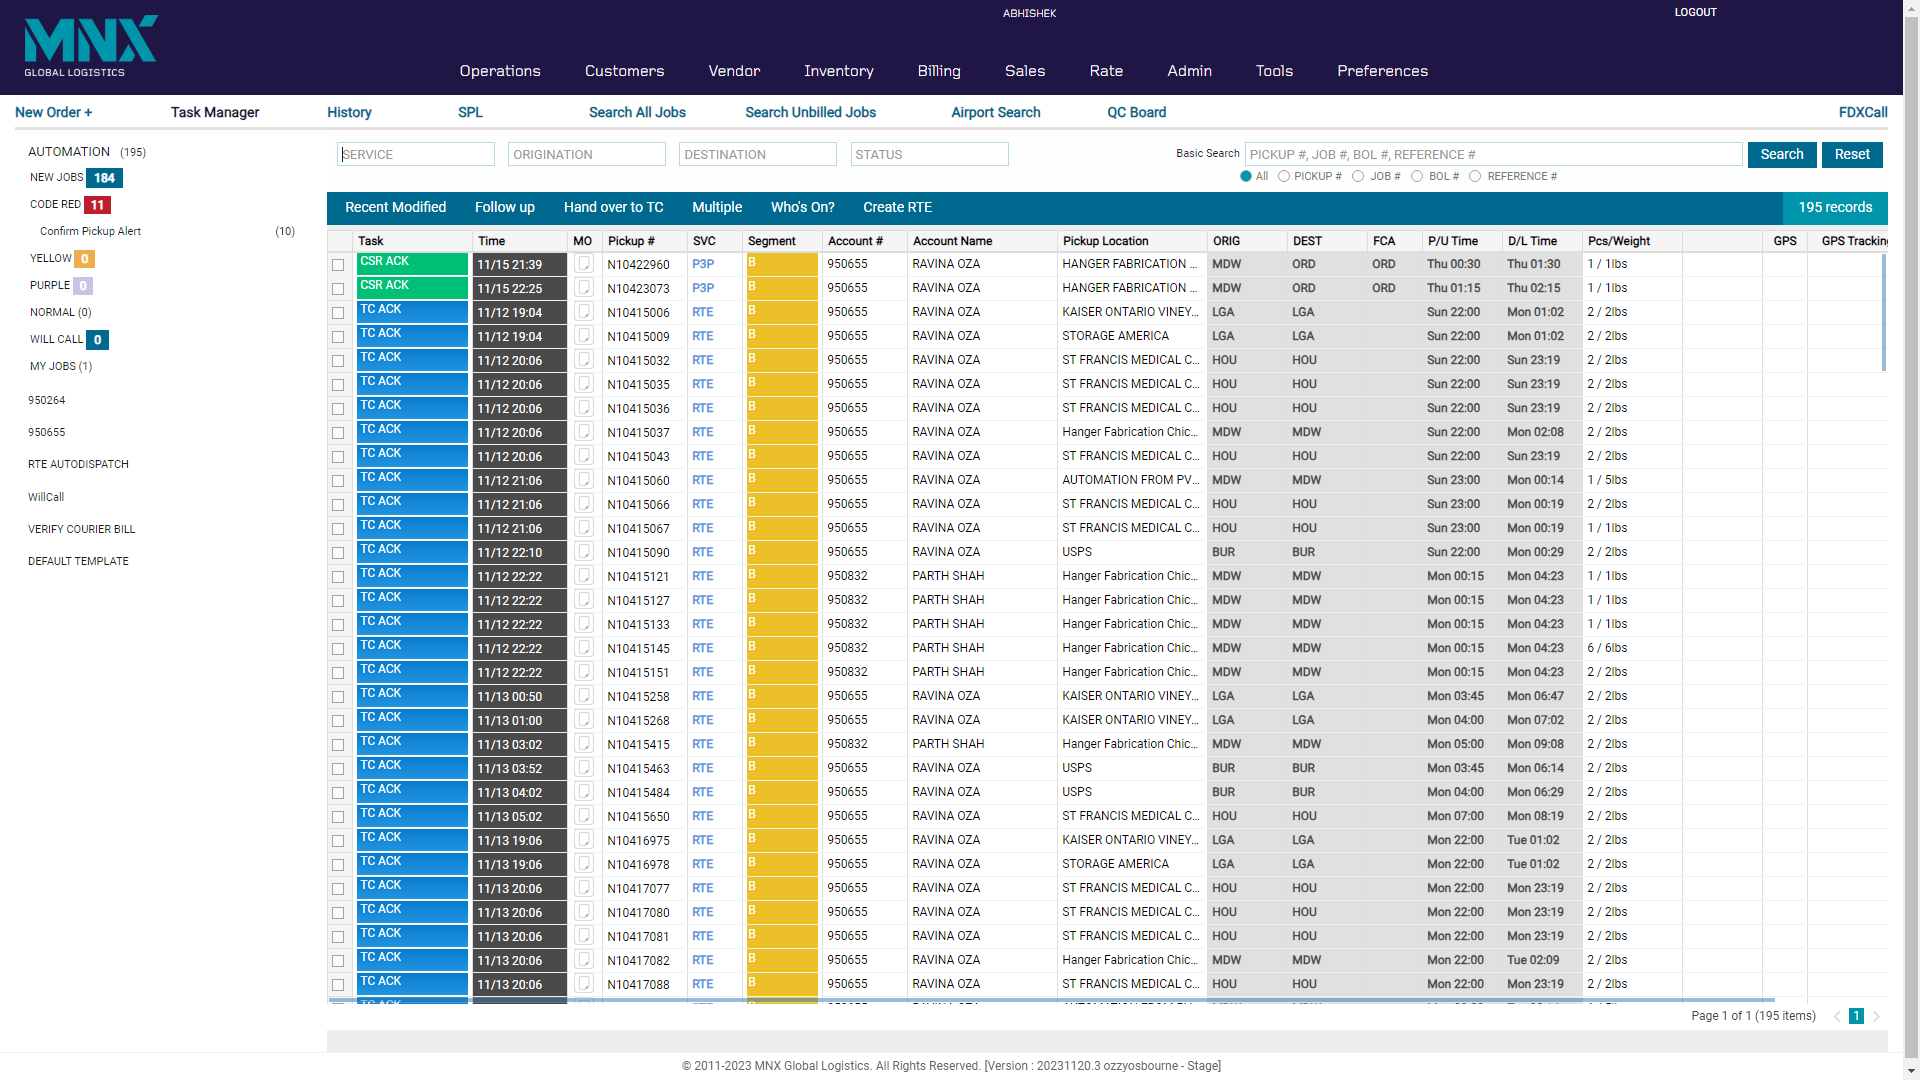 ABHISHEK
LOGOUT
MNX
GLOBAL LOGISTICS
Operations Customers Vendor Inventory Billing Sales Rate Admin Tools Preferences
New Order + Task Manager History SPL Search All Jobs Search Unbilled Jobs Airport Search QC Board FDXCall
AUTOMATION (195)
NEW JOBS 184
CODE RED 11
Confirm Pickup Alert (10)
YELLOW 0
PURPLE 0
NORMAL (0)
WILL CALL 0
MY JOBS (1)
950264
950655
RTE AUTODISPATCH
WillCall
VERIFY COURIER BILL
DEFAULT TEMPLATE
SERVICE ORIGINATION DESTINATION STATUS Basic Search PICKUP #, JOB #, BOL #, REFERENCE # Search Reset
All PICKUP # JOB # BOL # REFERENCE #
Recent Modified Follow up Hand over to TC Multiple Who's On? Create RTE 195 records
Task Time MO Pickup # SVC Segment Account # Account Name Pickup Location ORIG DEST FCA P/U Time D/L Time Pcs/Weight GPS GPS Tracking
CSR ACK 11/15 21:39 N10422960 P3P B 950655 RAVINA OZA HANGER FABRICATION ... MDW ORD ORD Thu 00:30 Thu 01:30 1 / 1lbs
CSR ACK 11/15 22:25 N10423073 P3P B 950655 RAVINA OZA HANGER FABRICATION ... MDW ORD ORD Thu 01:15 Thu 02:15 1 / 1lbs
TC ACK 11/12 19:04 N10415006 RTE B 950655 RAVINA OZA KAISER ONTARIO VINEY... LGA LGA Sun 22:00 Mon 01:02 2 / 2lbs
TC ACK 11/12 19:04 N10415009 RTE B 950655 RAVINA OZA STORAGE AMERICA LGA LGA Sun 22:00 Mon 01:02 2 / 2lbs
TC ACK 11/12 20:06 N10415032 RTE B 950655 RAVINA OZA ST FRANCIS MEDICAL C... HOU HOU Sun 22:00 Sun 23:19 2 / 2lbs
TC ACK 11/12 20:06 N10415035 RTE B 950655 RAVINA OZA ST FRANCIS MEDICAL C... HOU HOU Sun 22:00 Sun 23:19 2 / 2lbs
TC ACK 11/12 20:06 N10415036 RTE B 950655 RAVINA OZA ST FRANCIS MEDICAL C... HOU HOU Sun 22:00 Sun 23:19 2 / 2lbs
TC ACK 11/12 20:06 N10415037 RTE B 950655 RAVINA OZA Hanger Fabrication Chic... MDW MDW Sun 22:00 Mon 02:08 2 / 2lbs
TC ACK 11/12 20:06 N10415043 RTE B 950655 RAVINA OZA ST FRANCIS MEDICAL C... HOU HOU Sun 22:00 Sun 23:19 2 / 2lbs
TC ACK 11/12 21:06 N10415060 RTE B 950655 RAVINA OZA AUTOMATION FROM PV... MDW MDW Sun 23:00 Mon 00:14 1 / 5lbs
TC ACK 11/12 21:06 N10415066 RTE B 950655 RAVINA OZA ST FRANCIS MEDICAL C... HOU HOU Sun 23:00 Mon 00:19 2 / 2lbs
TC ACK 11/12 21:06 N10415067 RTE B 950655 RAVINA OZA ST FRANCIS MEDICAL C... HOU HOU Sun 23:00 Mon 00:19 1 / 1lbs
TC ACK 11/12 22:10 N10415090 RTE B 950655 RAVINA OZA USPS BUR BUR Sun 22:00 Mon 00:29 2 / 2lbs
TC ACK 11/12 22:22 N10415121 RTE B 950832 PARTH SHAH Hanger Fabrication Chic... MDW MDW Mon 00:15 Mon 04:23 1 / 1lbs
TC ACK 11/12 22:22 N10415127 RTE B 950832 PARTH SHAH Hanger Fabrication Chic... MDW MDW Mon 00:15 Mon 04:23 1 / 1lbs
TC ACK 11/12 22:22 N10415133 RTE B 950832 PARTH SHAH Hanger Fabrication Chic... MDW MDW Mon 00:15 Mon 04:23 1 / 1lbs
TC ACK 11/12 22:22 N10415145 RTE B 950832 PARTH SHAH Hanger Fabrication Chic... MDW MDW Mon 00:15 Mon 04:23 6 / 6lbs
TC ACK 11/12 22:22 N10415151 RTE B 950832 PARTH SHAH Hanger Fabrication Chic... MDW MDW Mon 00:15 Mon 04:23 2 / 2lbs
TC ACK 11/13 00:50 N10415258 RTE B 950655 RAVINA OZA KAISER ONTARIO VINEY... LGA LGA Mon 03:45 Mon 06:47 2 / 2lbs
TC ACK 11/13 01:00 N10415268 RTE B 950655 RAVINA OZA KAISER ONTARIO VINEY... LGA LGA Mon 04:00 Mon 07:02 2 / 2lbs
TC ACK 11/13 03:02 N10415415 RTE B 950832 PARTH SHAH Hanger Fabrication Chic... MDW MDW Mon 05:00 Mon 09:08 2 / 2lbs
TC ACK 11/13 03:52 N10415463 RTE B 950655 RAVINA OZA USPS BUR BUR Mon 03:45 Mon 06:14 2 / 2lbs
TC ACK 11/13 04:02 N10415484 RTE B 950655 RAVINA OZA USPS BUR BUR Mon 04:00 Mon 06:29 2 / 2lbs
TC ACK 11/13 05:02 N10415650 RTE B 950655 RAVINA OZA ST FRANCIS MEDICAL C... HOU HOU Mon 07:00 Mon 08:19 2 / 2lbs
TC ACK 11/13 19:06 N10416975 RTE B 950655 RAVINA OZA KAISER ONTARIO VINEY... LGA LGA Mon 22:00 Tue 01:02 2 / 2lbs
TC ACK 11/13 19:06 N10416978 RTE B 950655 RAVINA OZA STORAGE AMERICA LGA LGA Mon 22:00 Tue 01:02 2 / 2lbs
TC ACK 11/13 20:06 N10417077 RTE B 950655 RAVINA OZA ST FRANCIS MEDICAL C... HOU HOU Mon 22:00 Mon 23:19 2 / 2lbs
TC ACK 11/13 20:06 N10417080 RTE B 950655 RAVINA OZA ST FRANCIS MEDICAL C... HOU HOU Mon 22:00 Mon 23:19 2 / 2lbs
TC ACK 11/13 20:06 N10417081 RTE B 950655 RAVINA OZA ST FRANCIS MEDICAL C... HOU HOU Mon 22:00 Mon 23:19 2 / 2lbs
TC ACK 11/13 20:06 N10417082 RTE B 950655 RAVINA OZA Hanger Fabrication Chic... MDW MDW Mon 22:00 Tue 02:09 2 / 2lbs
TC ACK 11/13 20:06 N10417088 RTE B 950655 RAVINA OZA ST FRANCIS MEDICAL C... HOU HOU Mon 22:00 Mon 23:19 2 / 2lbs
Page 1 of 1 (195 items) 1
© 2011-2023 MNX Global Logistics. All Rights Reserved. [Version : 20231120.3 ozzyosbourne - Stage]